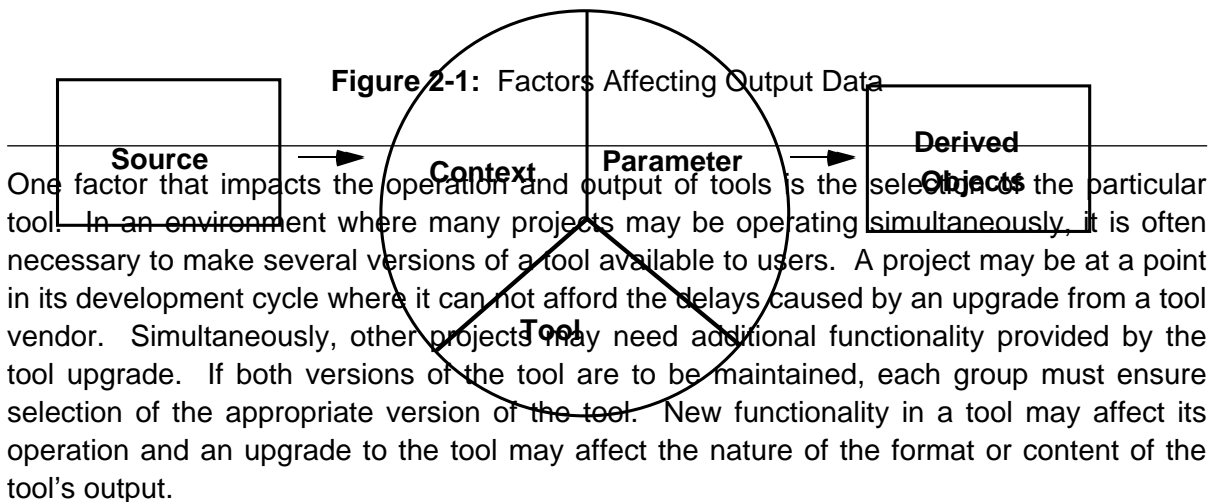 Figure 2-1: Factors Affecting Output Data
Source
Context
Parameter
Derived
Objects
Tool
One factor that impacts the operation and output of tools is the selection of the particular
tool. In an environment where many projects may be operating simultaneously, it is often
necessary to make several versions of a tool available to users. A project may be at a point
in its development cycle where it can not afford the delays caused by an upgrade from a tool
vendor. Simultaneously, other projects may need additional functionality provided by the
tool upgrade. If both versions of the tool are to be maintained, each group must ensure
selection of the appropriate version of the tool. New functionality in a tool may affect its
operation and an upgrade to the tool may affect the nature of the format or content of the
tool's output.